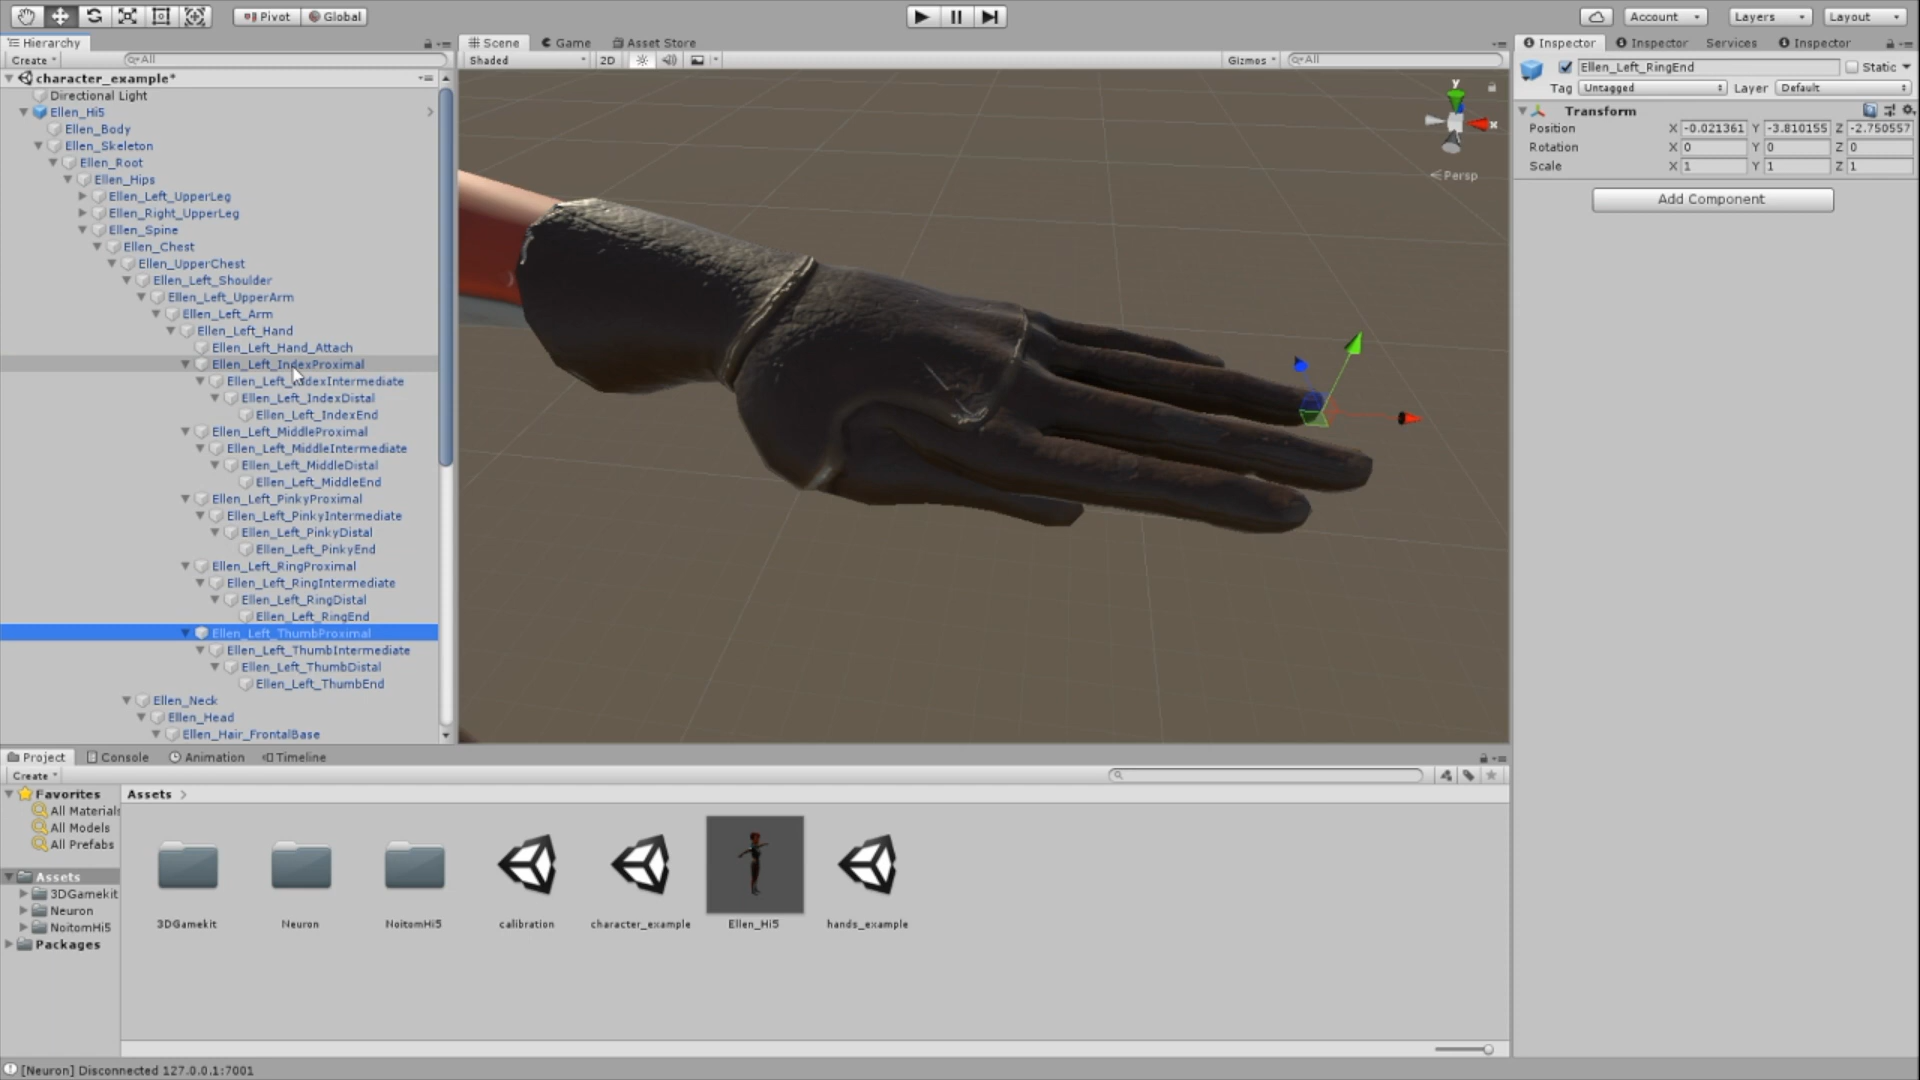 Pivot Global Account Layers Layout
Hierarchy Scene Game Asset Store Inspector Inspector Services Inspector
Create All Shaded 2D Gizmos All Ellen_Left_RingEnd Static
character_example* Tag Untagged Layer Default
Directional Light
Ellen_Hi5
Ellen_Body
Ellen_Skeleton
Ellen_Root
Ellen_Hips
Ellen_Left_UpperLeg
Ellen_Right_UpperLeg
Ellen_Spine
Ellen_Chest
Ellen_UpperChest
Ellen_Left_Shoulder
Ellen_Left_UpperArm
Ellen_Left_Arm
Ellen_Left_Hand
Ellen_Left_Hand_Attach
Ellen_Left_IndexProximal
Ellen_Left_IndexIntermediate
Ellen_Left_IndexDistal
Ellen_Left_IndexEnd
Ellen_Left_MiddleProximal
Ellen_Left_MiddleIntermediate
Ellen_Left_MiddleDistal
Ellen_Left_MiddleEnd
Ellen_Left_PinkyProximal
Ellen_Left_PinkyIntermediate
Ellen_Left_PinkyDistal
Ellen_Left_PinkyEnd
Ellen_Left_RingProximal
Ellen_Left_RingIntermediate
Ellen_Left_RingDistal
Ellen_Left_RingEnd
Ellen_Left_ThumbProximal
Ellen_Left_ThumbIntermediate
Ellen_Left_ThumbDistal
Ellen_Left_ThumbEnd
Ellen_Neck
Ellen_Head
Ellen_Hair_FrontalBase
y
x
Persp
Transform
Position X -0.021361 Y -3.810155 Z -2.750557
Rotation X 0 Y 0 Z 0
Scale X 1 Y 1 Z 1
Add Component
Project Console Animation Timeline
Create
Favorites
All Materials
All Models
All Prefabs
Assets
3DGamekit
Neuron
NoitomHi5
Packages
Assets >
3DGamekit Neuron NoitomHi5 calibration character_example Ellen_Hi5 hands_example
[Neuron] Disconnected 127.0.0.1:7001